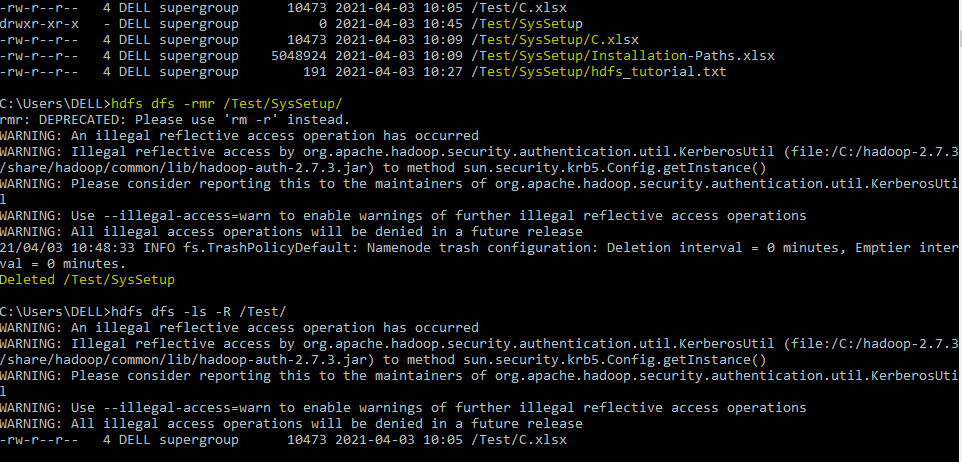 -rw-r--r--   4 DELL supergroup      10473 2021-04-03 10:05 /Test/C.xlsx
drwxr-xr-x   - DELL supergroup          0 2021-04-03 10:45 /Test/SysSetup
-rw-r--r--   4 DELL supergroup      10473 2021-04-03 10:09 /Test/SysSetup/C.xlsx
-rw-r--r--   4 DELL supergroup    5048924 2021-04-03 10:09 /Test/SysSetup/Installation-Paths.xlsx
-rw-r--r--   4 DELL supergroup        191 2021-04-03 10:27 /Test/SysSetup/hdfs_tutorial.txt
C:\Users\DELL>hdfs dfs -rmr /Test/SysSetup/
rmr: DEPRECATED: Please use 'rm -r' instead.
WARNING: An illegal reflective access operation has occurred
WARNING: Illegal reflective access by org.apache.hadoop.security.authentication.util.KerberosUtil (file:/C:/hadoop-2.7.3
/share/hadoop/common/lib/hadoop-auth-2.7.3.jar) to method sun.security.krb5.Config.getInstance()
WARNING: Please consider reporting this to the maintainers of org.apache.hadoop.security.authentication.util.KerberosUti
l
WARNING: Use --illegal-access=warn to enable warnings of further illegal reflective access operations
WARNING: All illegal access operations will be denied in a future release
21/04/03 10:48:33 INFO fs.TrashPolicyDefault: Namenode trash configuration: Deletion interval = 0 minutes, Emptier inter
val = 0 minutes.
Deleted /Test/SysSetup
C:\Users\DELL>hdfs dfs -ls -R /Test/
WARNING: An illegal reflective access operation has occurred
WARNING: Illegal reflective access by org.apache.hadoop.security.authentication.util.KerberosUtil (file:/C:/hadoop-2.7.3
/share/hadoop/common/lib/hadoop-auth-2.7.3.jar) to method sun.security.krb5.Config.getInstance()
WARNING: Please consider reporting this to the maintainers of org.apache.hadoop.security.authentication.util.KerberosUti
l
WARNING: Use --illegal-access=warn to enable warnings of further illegal reflective access operations
WARNING: All illegal access operations will be denied in a future release
-rw-r--r--   4 DELL supergroup      10473 2021-04-03 10:05 /Test/C.xlsx